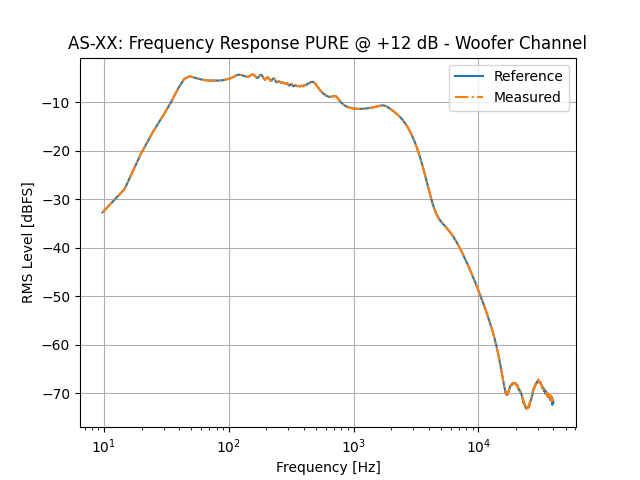 AS-XX: Frequency Response PURE @ +12 dB - Woofer Channel
Reference
Measured
RMS Level [dBFS]
−10
−20
−30
−40
−50
−60
−70
10¹
10²
10³
10⁴
Frequency [Hz]